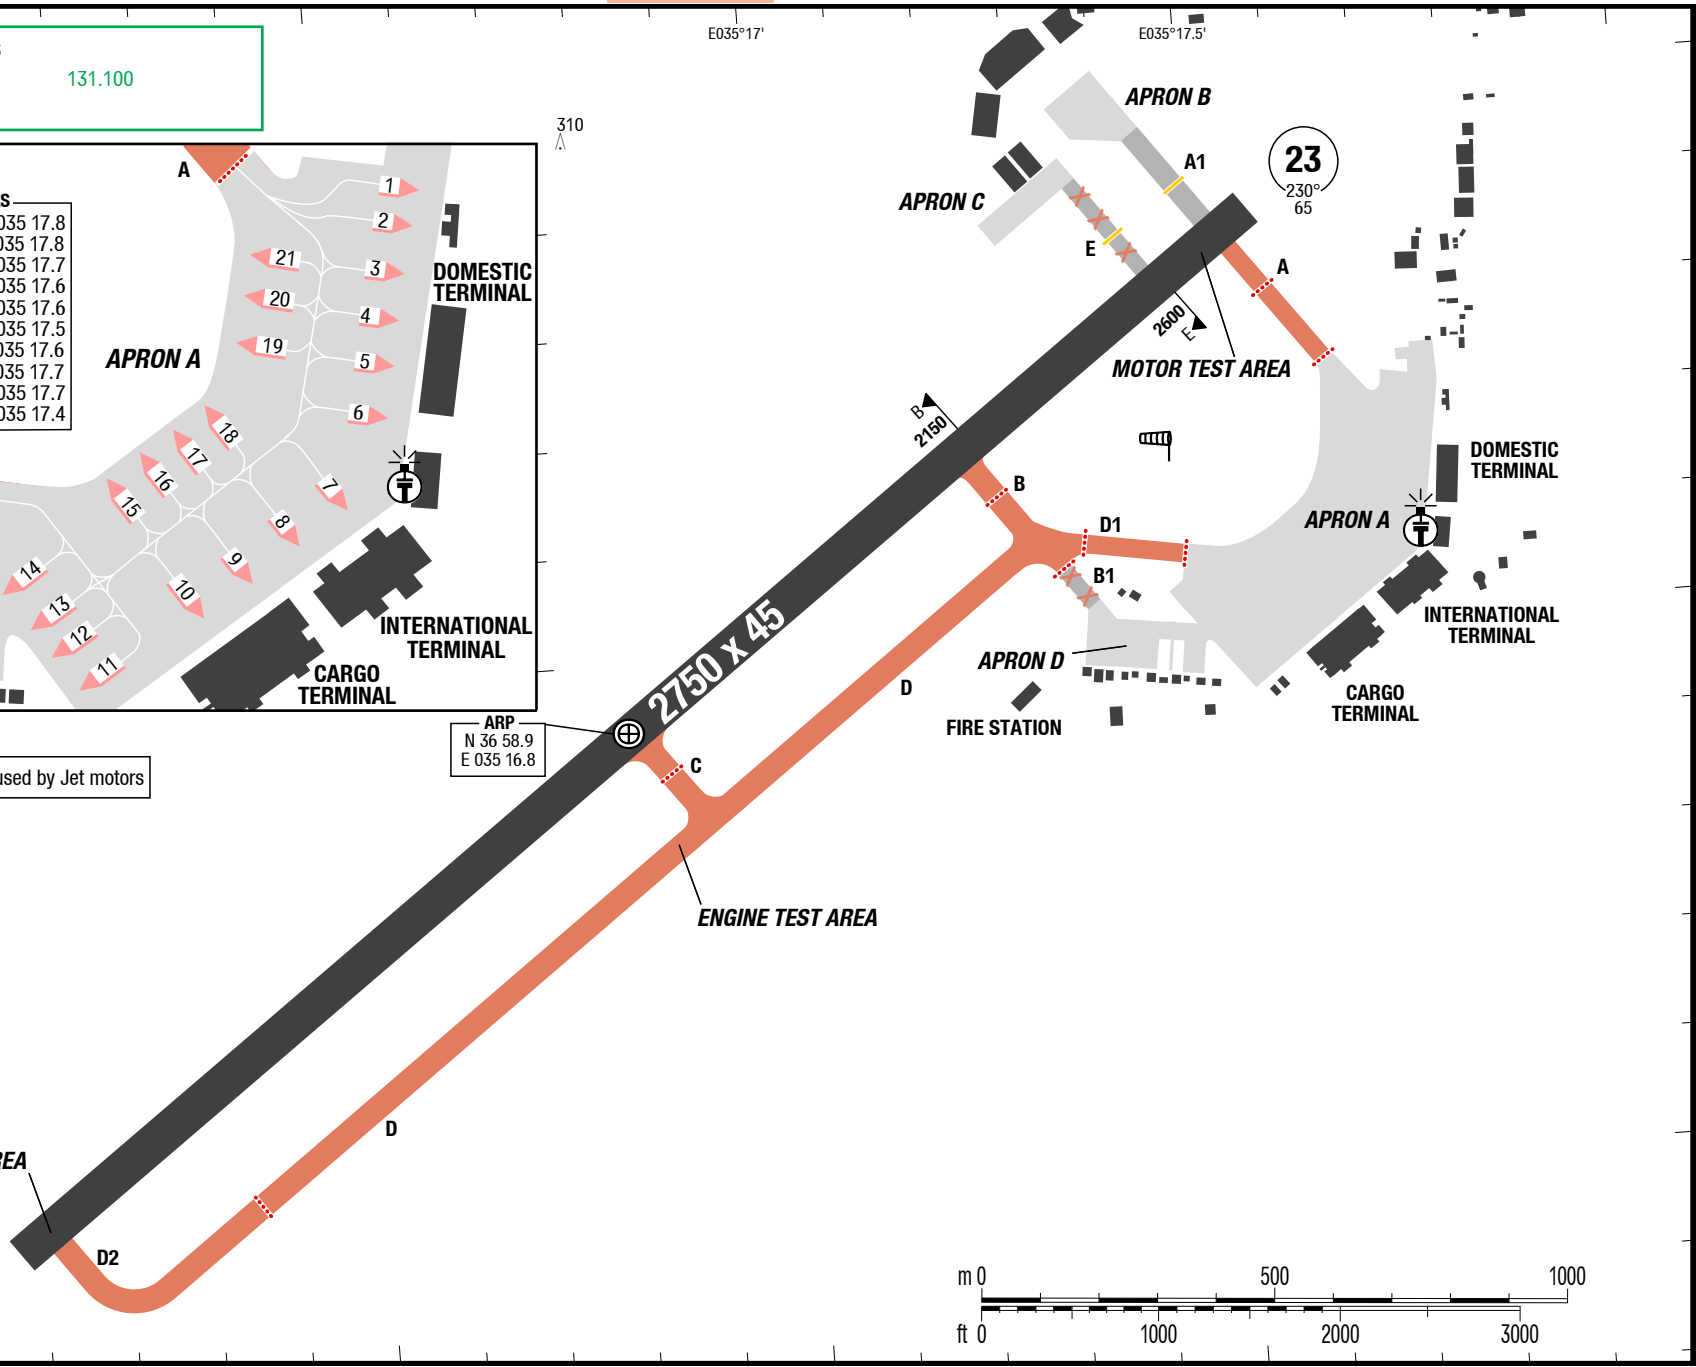 E035°17'
E035°17.5'
131.100
310
035 17.8
035 17.8
035 17.7
035 17.6
035 17.6
035 17.5
035 17.6
035 17.7
035 17.7
035 17.4
A
1
2
3
4
5
6
7
8
9
10
11
12
13
14
15
16
17
18
19
20
21
APRON A
DOMESTIC
TERMINAL
INTERNATIONAL
TERMINAL
CARGO
TERMINAL
used by Jet motors
APRON B
A1
23
230°
65
APRON C
E
A
2600
E
MOTOR TEST AREA
B
2150
B
D1
B1
APRON A
DOMESTIC
TERMINAL
INTERNATIONAL
TERMINAL
CARGO
TERMINAL
APRON D
FIRE STATION
D
2750 x 45
ARP
N 36 58.9
E 035 16.8
C
ENGINE TEST AREA
D
D2
m 0 500 1000
ft 0 1000 2000 3000